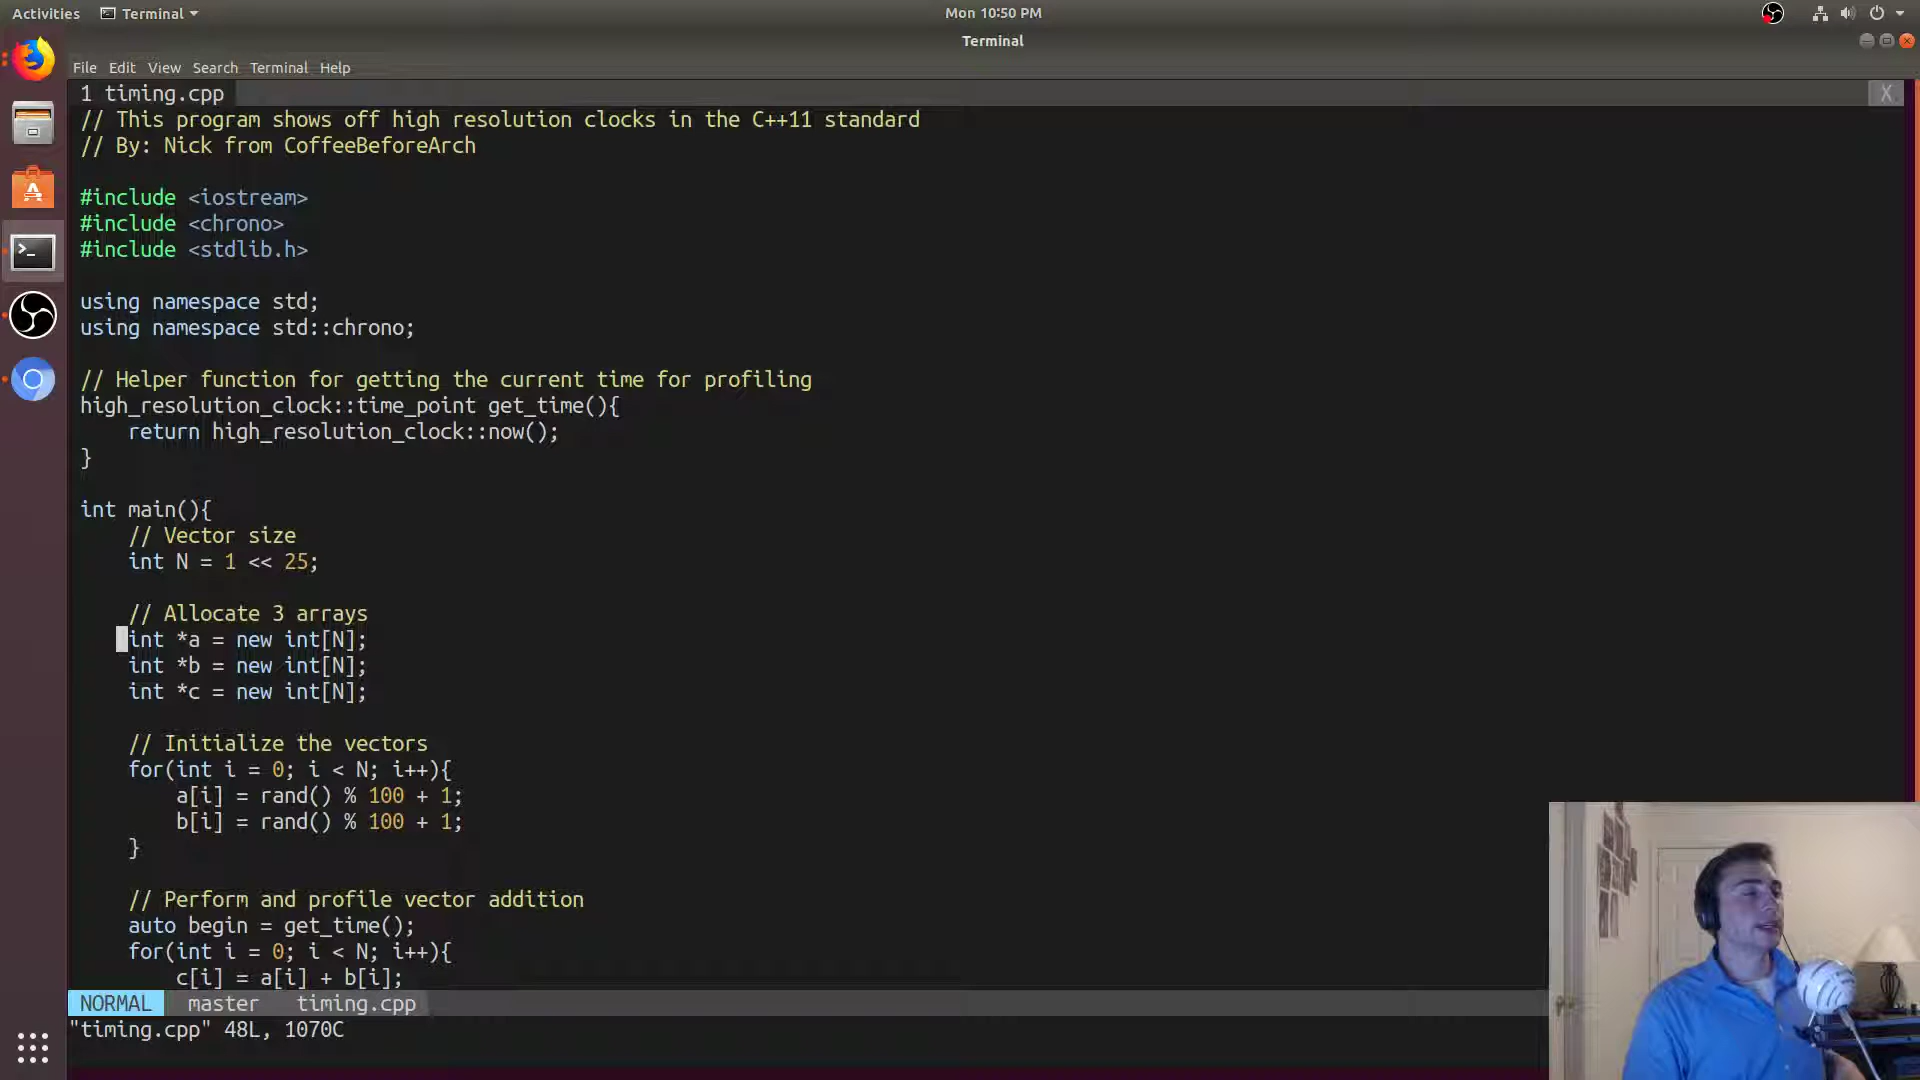 Activities Terminal Mon 10:50 PM
Terminal
File Edit View Search Terminal Help
1 timing.cpp X
// This program shows off high resolution clocks in the C++11 standard
// By: Nick from CoffeeBeforeArch
#include <iostream>
#include <chrono>
#include <stdlib.h>
using namespace std;
using namespace std::chrono;
// Helper function for getting the current time for profiling
high_resolution_clock::time_point get_time(){
return high_resolution_clock::now();
}
int main(){
// Vector size
int N = 1 << 25;
// Allocate 3 arrays
int *a = new int[N];
int *b = new int[N];
int *c = new int[N];
// Initialize the vectors
for(int i = 0; i < N; i++){
a[i] = rand() % 100 + 1;
b[i] = rand() % 100 + 1;
}
// Perform and profile vector addition
auto begin = get_time();
for(int i = 0; i < N; i++){
c[i] = a[i] + b[i];
NORMAL master timing.cpp
"timing.cpp" 48L, 1070C